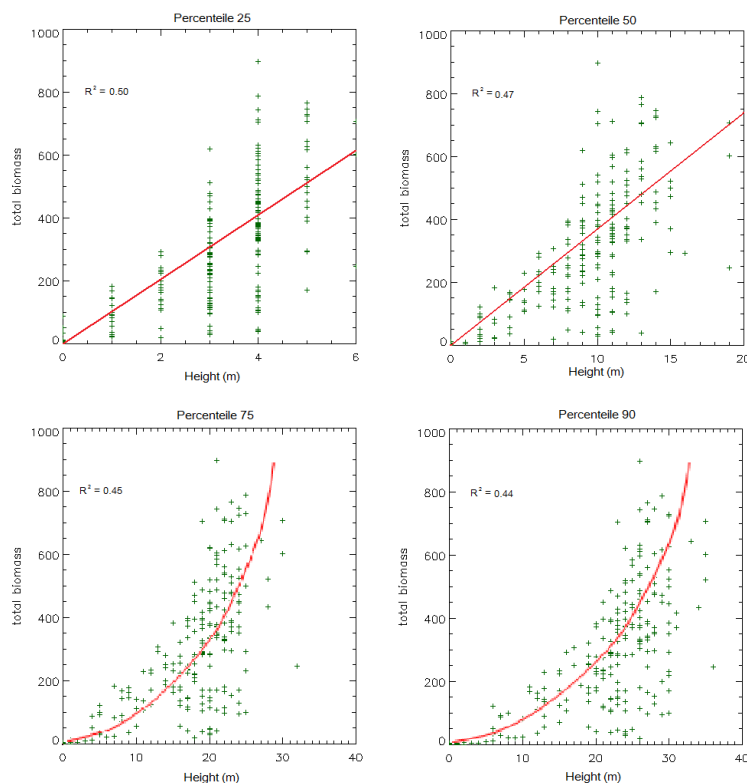 Percenteile 25
1000
800
600
400
200
0
total biomass
R² = 0.50
0 2 4 6
Height (m)
Percenteile 50
1000
800
600
400
200
0
total biomass
R² = 0.47
0 5 10 15 20
Height (m)
Percenteile 75
1000
800
600
400
200
0
total biomass
R² = 0.45
0 10 20 30 40
Height (m)
Percenteile 90
1000
800
600
400
200
0
total biomass
R² = 0.44
0 10 20 30 40
Height (m)